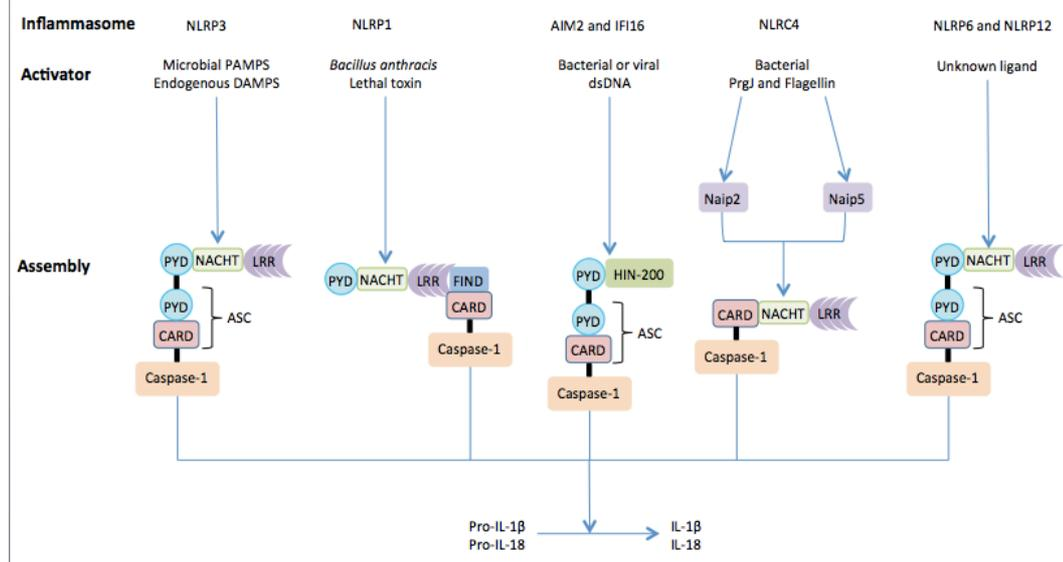 Inflammasome NLRP3 NLRP1 AIM2 and IFI16 NLRC4 NLRP6 and NLRP12
Activator
Microbial PAMPS
Endogenous DAMPS
Bacillus anthracis
Lethal toxin
Bacterial or viral
dsDNA
Bacterial
PrgJ and Flagellin
Unknown ligand
Naip2 Naip5
Assembly
PYD NACHT LRR
PYD
CARD
ASC
Caspase-1
PYD NACHT LRR FIND
CARD
Caspase-1
PYD HIN-200
PYD
CARD
ASC
Caspase-1
CARD NACHT LRR
Caspase-1
PYD NACHT LRR
PYD
CARD
ASC
Caspase-1
Pro-IL-1β IL-1β
Pro-IL-18 IL-18